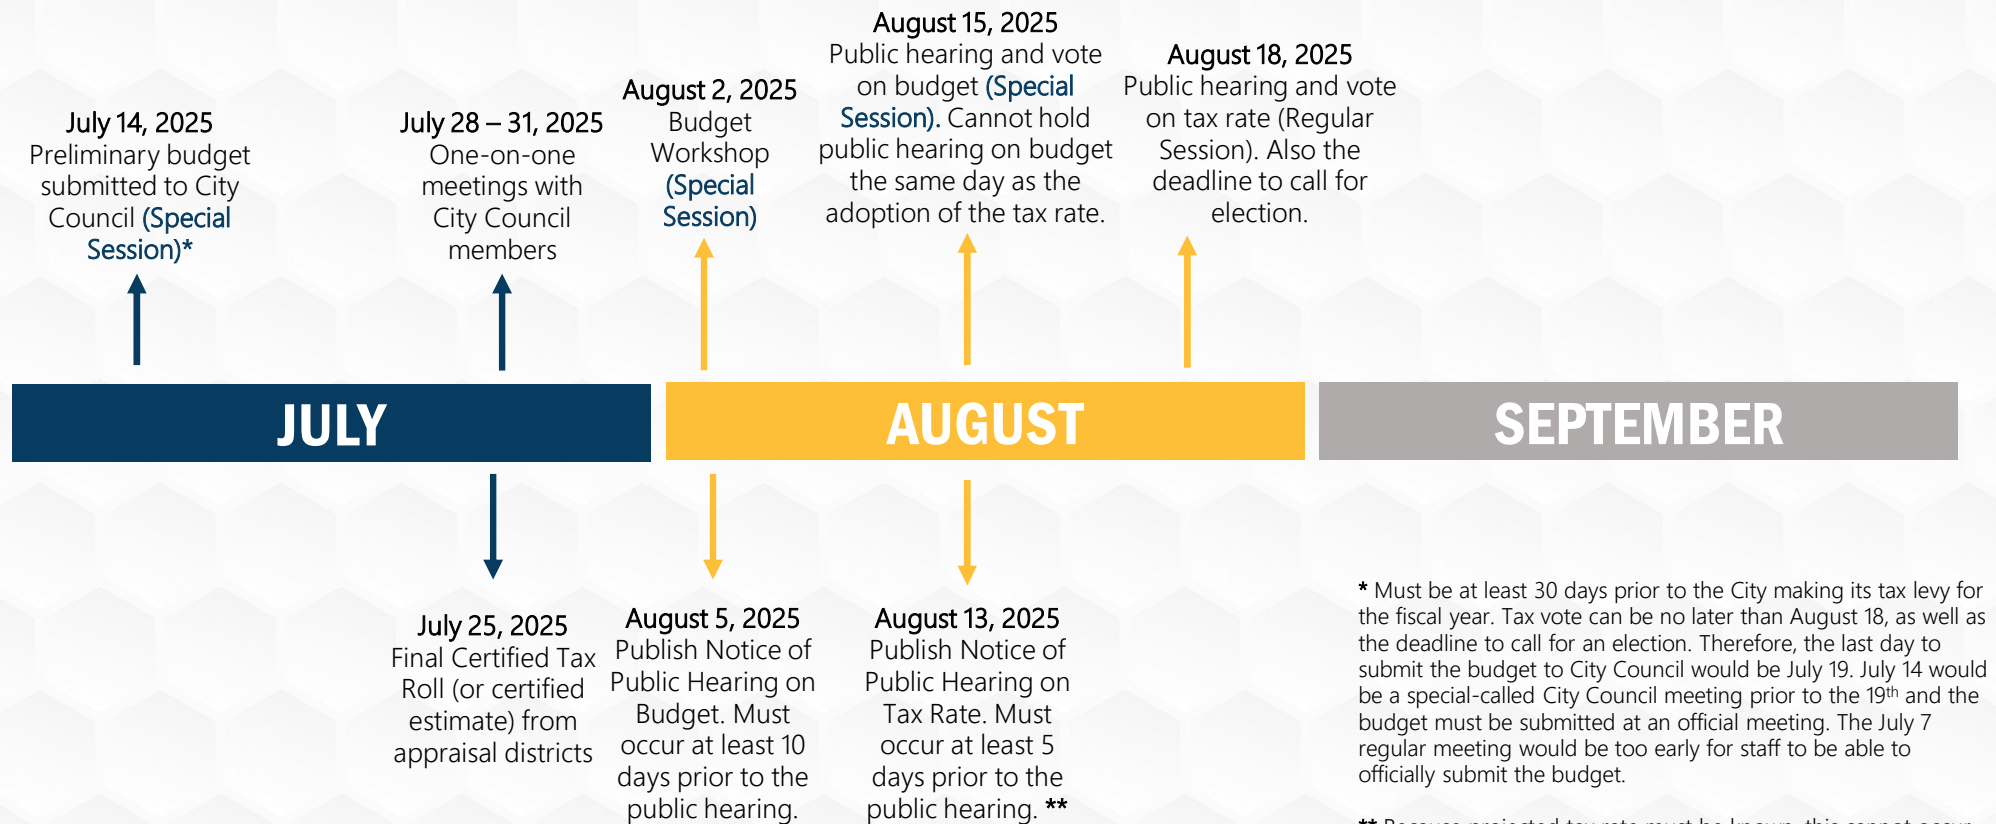 July 14, 2025
Preliminary budget
submitted to City
Council (Special
Session)*
July 28 – 31, 2025
One-on-one
meetings with
City Council
members
August 2, 2025
Budget
Workshop
(Special
Session)
August 15, 2025
Public hearing and vote
on budget (Special
Session). Cannot hold
public hearing on budget
the same day as the
adoption of the tax rate.
August 18, 2025
Public hearing and vote
on tax rate (Regular
Session). Also the
deadline to call for
election.
JULY
AUGUST
SEPTEMBER
July 25, 2025
Final Certified Tax
Roll (or certified
estimate) from
appraisal districts
August 5, 2025
Publish Notice of
Public Hearing on
Budget. Must
occur at least 10
days prior to the
public hearing.
August 13, 2025
Publish Notice of
Public Hearing on
Tax Rate. Must
occur at least 5
days prior to the
public hearing. **
* Must be at least 30 days prior to the City making its tax levy for
the fiscal year. Tax vote can be no later than August 18, as well as
the deadline to call for an election. Therefore, the last day to
submit the budget to City Council would be July 19. July 14 would
be a special-called City Council meeting prior to the 19th and the
budget must be submitted at an official meeting. The July 7
regular meeting would be too early for staff to be able to
officially submit the budget.
** Because projected tax rate must be known, this cannot occur